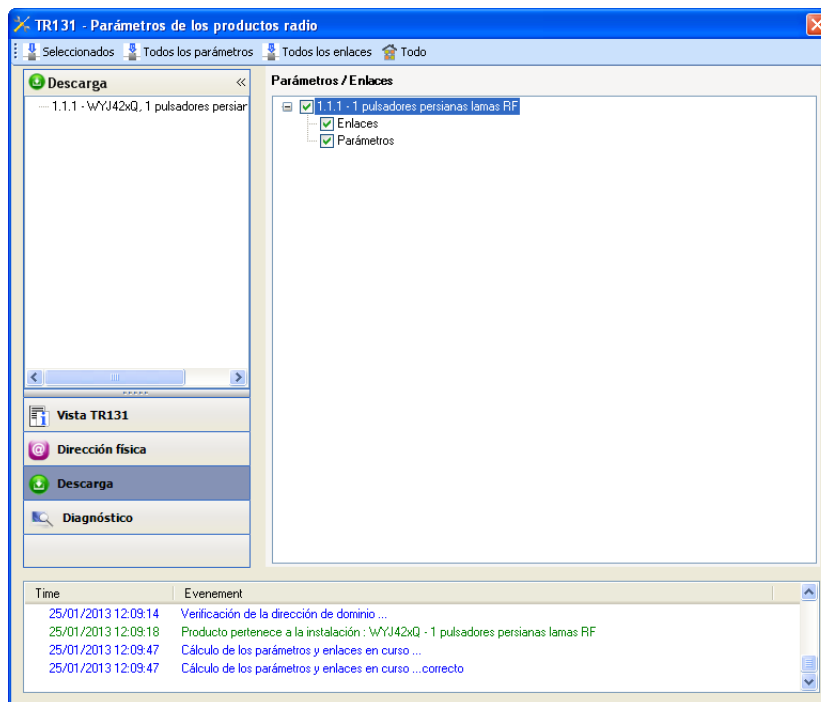 TR131 - Parámetros de los productos radio
Seleccionados Todos los parámetros Todos los enlaces Todo
Descarga
1.1.1 - WYJ42xQ, 1 pulsadores persiar
Parámetros / Enlaces
1.1.1 - 1 pulsadores persianas lamas RF
Enlaces
Parámetros
Vista TR131
Dirección física
Descarga
Diagnóstico
Time Evenement
25/01/2013 12:09:14 Verificación de la dirección de dominio ...
25/01/2013 12:09:18 Producto pertenece a la instalación : WYJ42xQ - 1 pulsadores persianas lamas RF
25/01/2013 12:09:47 Cálculo de los parámetros y enlaces en curso ...
25/01/2013 12:09:47 Cálculo de los parámetros y enlaces en curso ...correcto